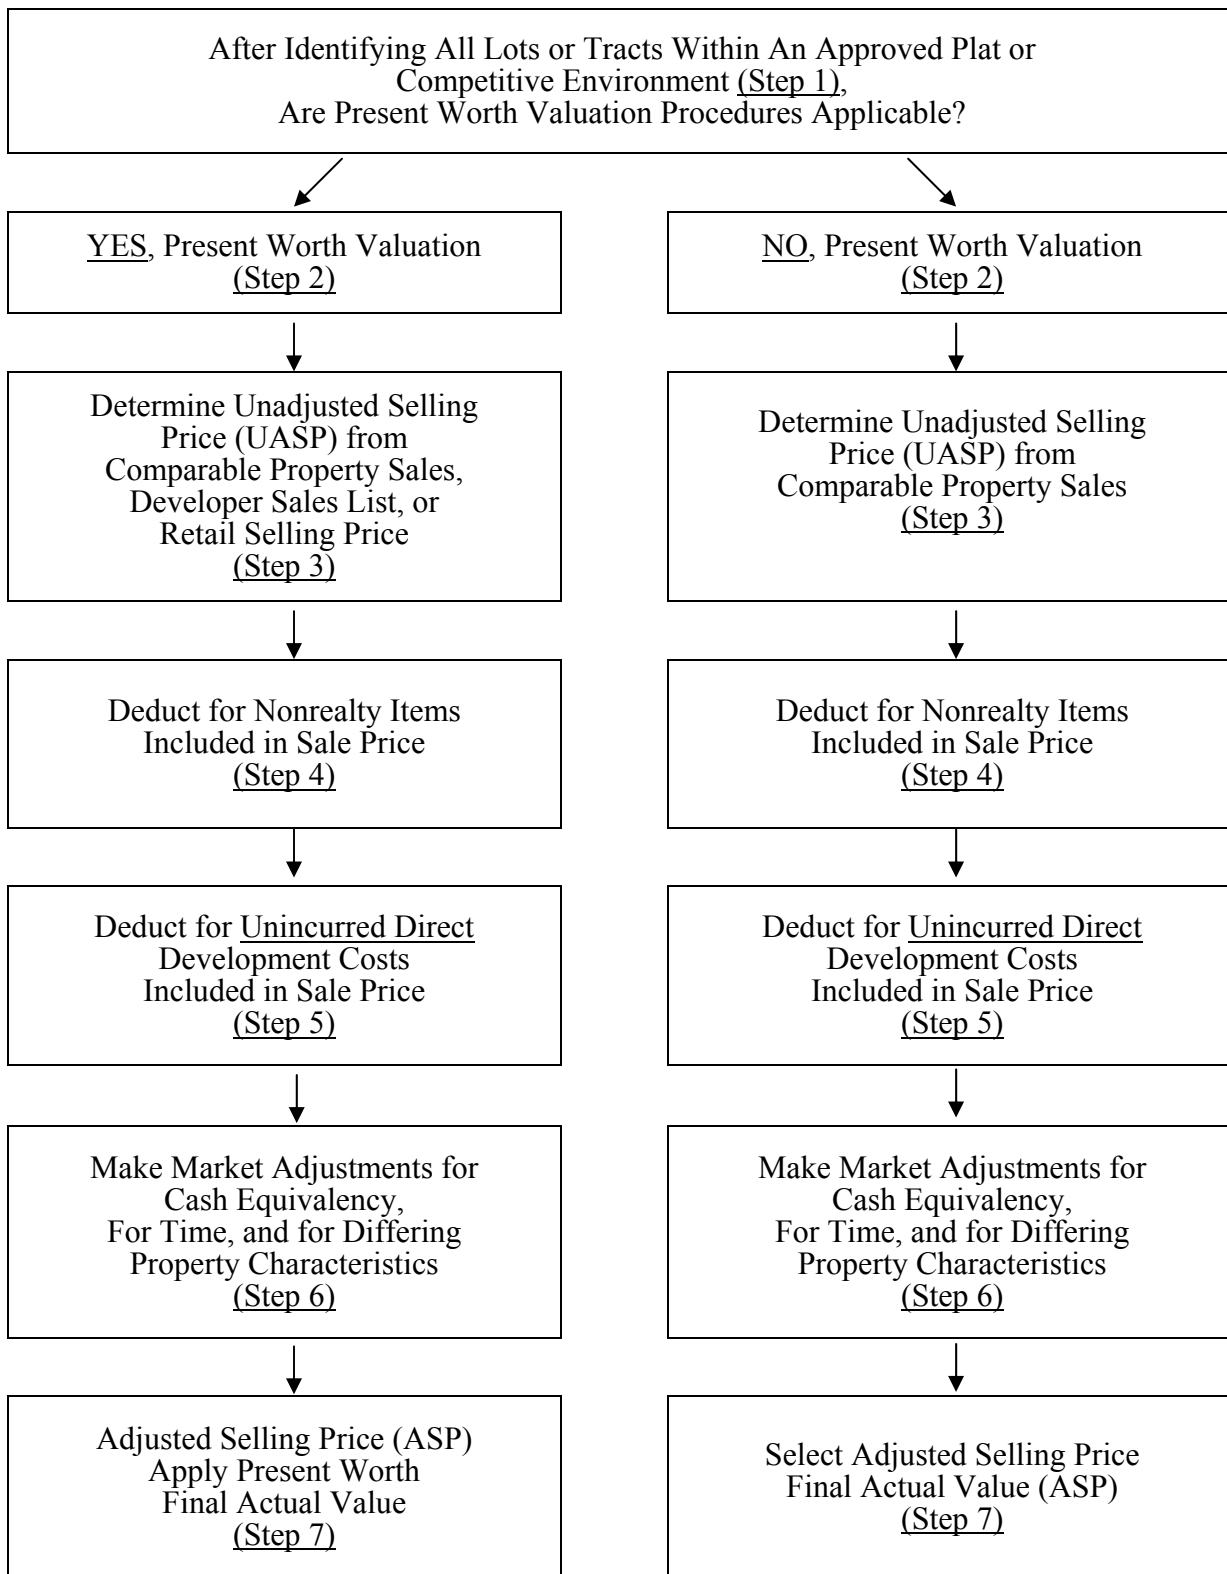 After Identifying All Lots or Tracts Within An Approved Plat or
Competitive Environment (Step 1),
Are Present Worth Valuation Procedures Applicable?
YES, Present Worth Valuation
(Step 2)
NO, Present Worth Valuation
(Step 2)
Determine Unadjusted Selling
Price (UASP) from
Comparable Property Sales,
Developer Sales List, or
Retail Selling Price
(Step 3)
Determine Unadjusted Selling
Price (UASP) from
Comparable Property Sales
(Step 3)
Deduct for Nonrealty Items
Included in Sale Price
(Step 4)
Deduct for Nonrealty Items
Included in Sale Price
(Step 4)
Deduct for Unincurred Direct
Development Costs
Included in Sale Price
(Step 5)
Deduct for Unincurred Direct
Development Costs
Included in Sale Price
(Step 5)
Make Market Adjustments for
Cash Equivalency,
For Time, and for Differing
Property Characteristics
(Step 6)
Make Market Adjustments for
Cash Equivalency,
For Time, and for Differing
Property Characteristics
(Step 6)
Adjusted Selling Price (ASP)
Apply Present Worth
Final Actual Value
(Step 7)
Select Adjusted Selling Price
Final Actual Value (ASP)
(Step 7)